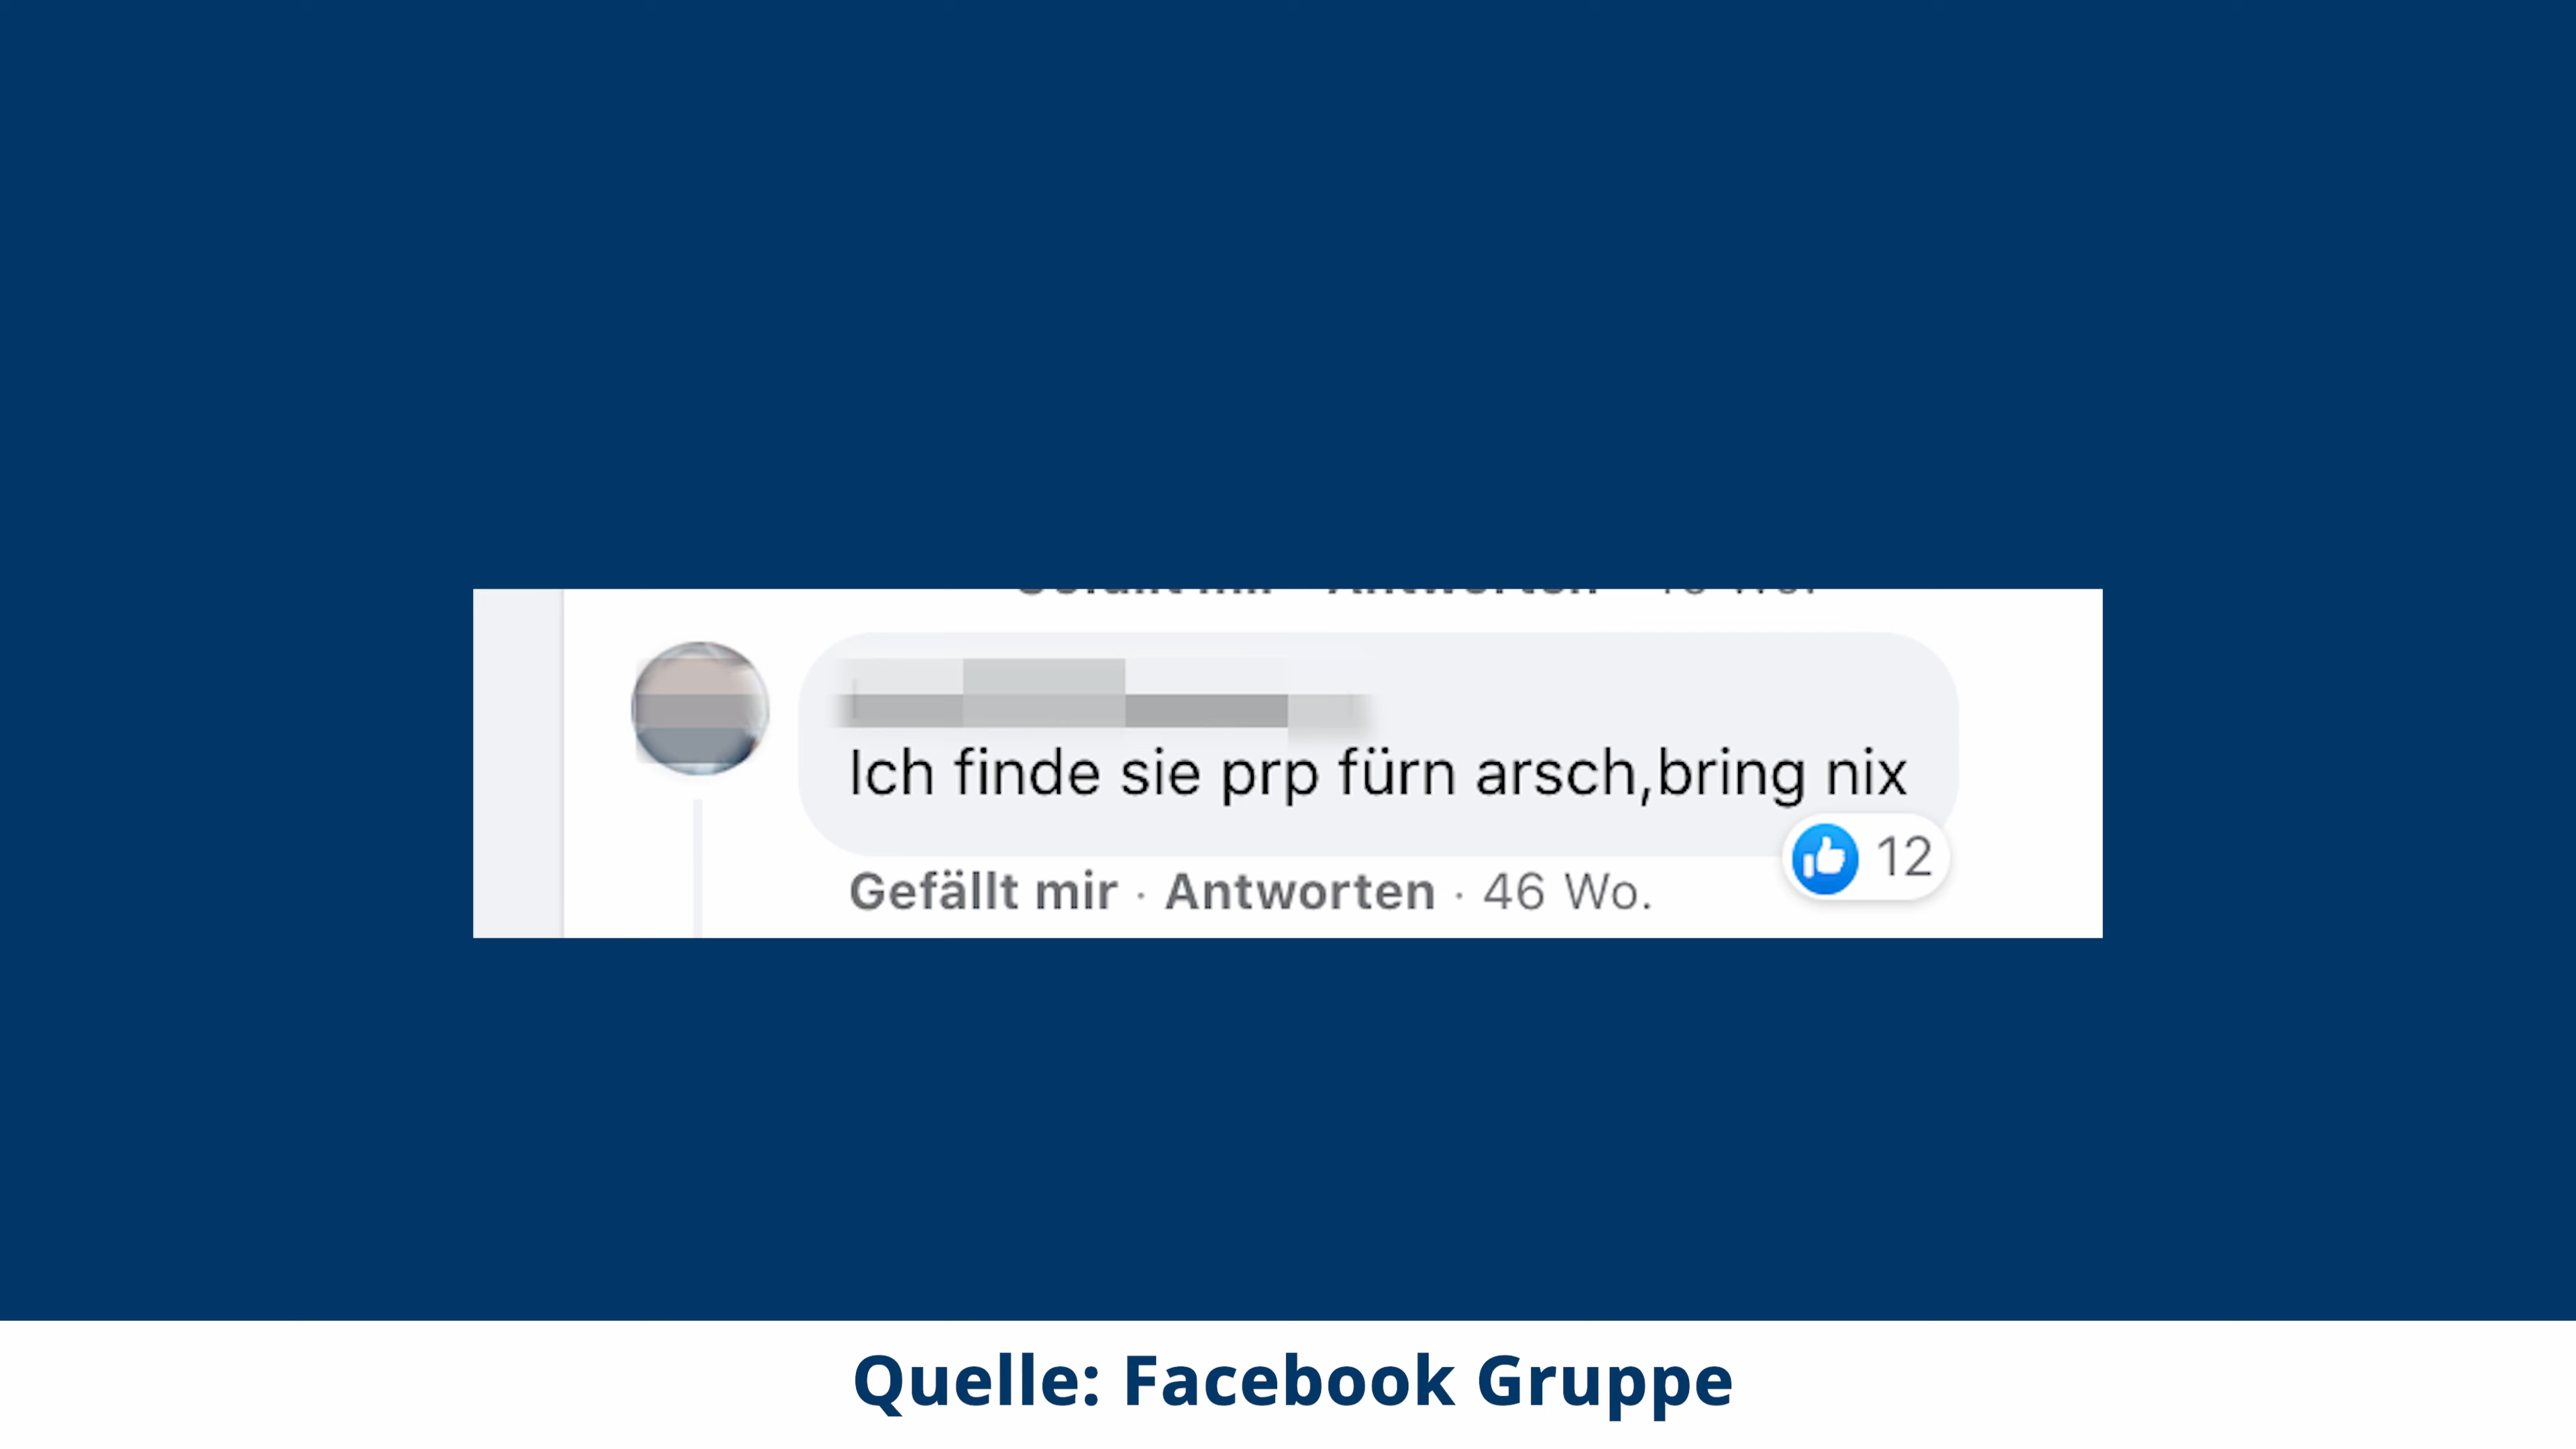 Ich finde sie prp fürn arsch,bring nix
12
Gefällt mir · Antworten · 46 Wo.
Quelle: Facebook Gruppe